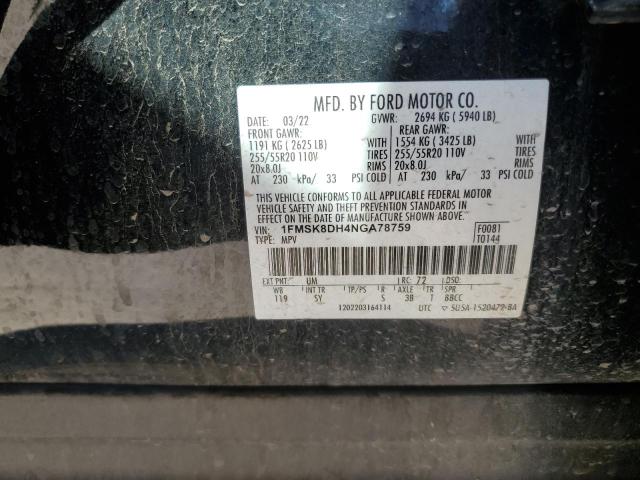 MFD. BY FORD MOTOR CO.
DATE: 03/22 GVWR: 2694 KG ( 5940 LB)
FRONT GAWR: REAR GAWR:
1191 KG ( 2625 LB) WITH 1554 KG ( 3425 LB) WITH
255/55R20 110V TIRES 255/55R20 110V TIRES
20x8.0J RIMS 20x8.0J RIMS
AT 230 kPa/ 33 PSI COLD AT 230 kPa/ 33 PSI COLD
THIS VEHICLE CONFORMS TO ALL APPLICABLE FEDERAL MOTOR
VEHICLE SAFETY AND THEFT PREVENTION STANDARDS IN
EFFECT ON THE DATE OF MANUFACTURE SHOWN ABOVE.
VIN: 1FMSK8DH4NGA78759 F0081
TYPE: MPV T0144
EXT PNT: UM RC: 72 DSO:
WB INT TR TP/PS R AXLE TR SPR
119 SY S 3B T BBCC
1202203164114 UTC ▽ 5USA-1520472-BA